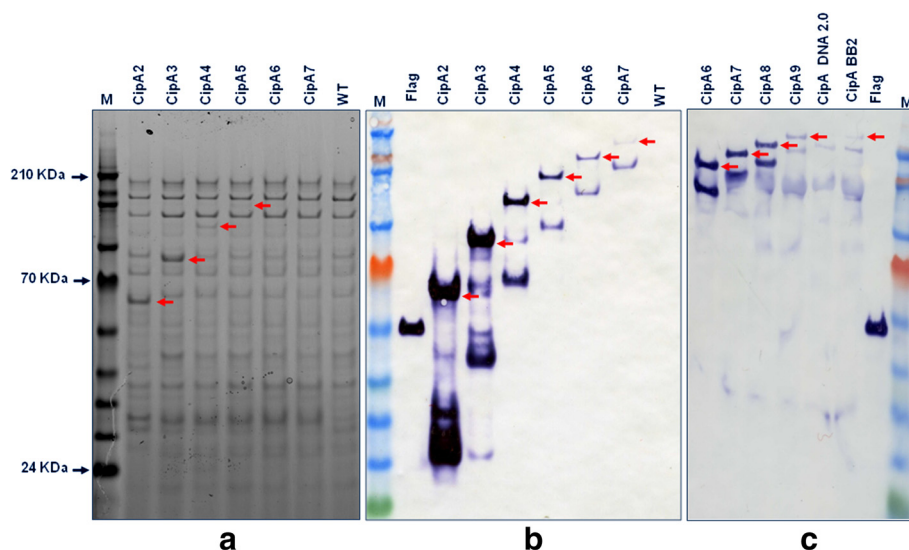 M CipA2 CipA3 CipA4 CipA5 CipA6 CipA7 WT
210 KDa
70 KDa
24 KDa
a
M Flag CipA2 CipA3 CipA4 CipA5 CipA6 CipA7 WT
b
CipA6 CipA7 CipA8 CipA9 CipA DNA 2.0 CipA BB2 Flag M
c